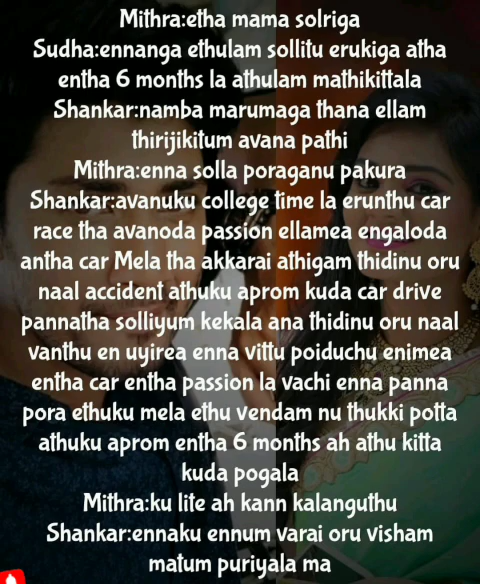 Mithra:etha mama solriga
Sudha:ennanga ethulam sollitu erukiga atha
entha 6 months la athulam mathikittala
Shankar:namba marumaga thana ellam
thirijikitum avana pathi
Mithra:enna solla poraganu pakura
Shankar:avanuku college time la erunthu car
race tha avanoda passion ellamea engaloda
antha car Mela tha akkarai athigam thidinu oru
naal accident athuku aprom kuda car drive
pannatha solliyum kekala ana thidinu oru naal
vanthu en uyirea enna vittu poiduchu enimea
entha car entha passion la vachi enna panna
pora ethuku mela ethu vendam nu thukki potta
athuku aprom entha 6 months ah athu kitta
kuda pogala
Mithra:ku lite ah kann kalanguthu
Shankar:ennaku ennum varai oru visham
matum puriyala ma